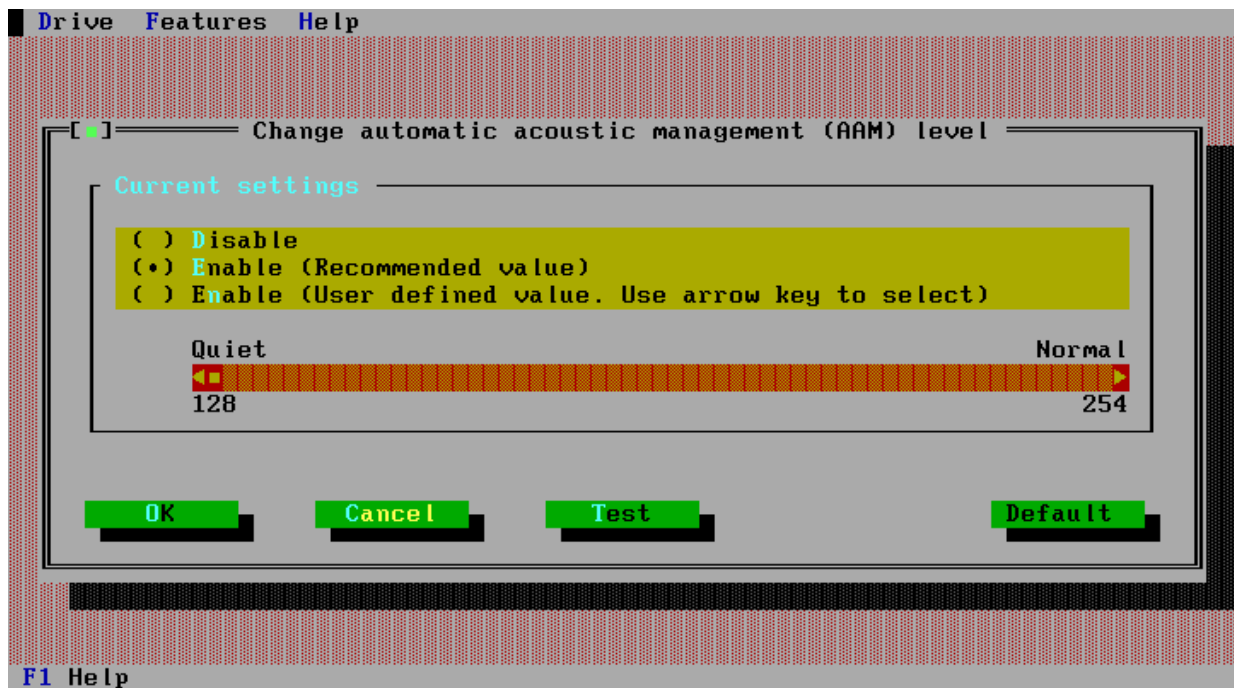 Drive Features Help
[■] Change automatic acoustic management (AAM) level
Current settings
( ) Disable
(•) Enable (Recommended value)
( ) Enable (User defined value. Use arrow key to select)
Quiet Normal
128 254
OK Cancel Test Default
F1 Help